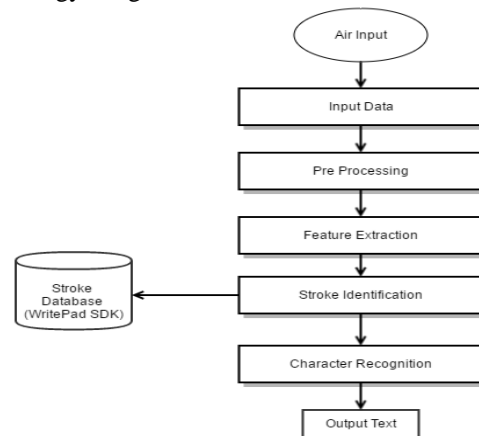 Air Input
Input Data
Pre Processing
Feature Extraction
Stroke
Database
(WritePad SDK)
Stroke Identification
Character Recognition
Output Text